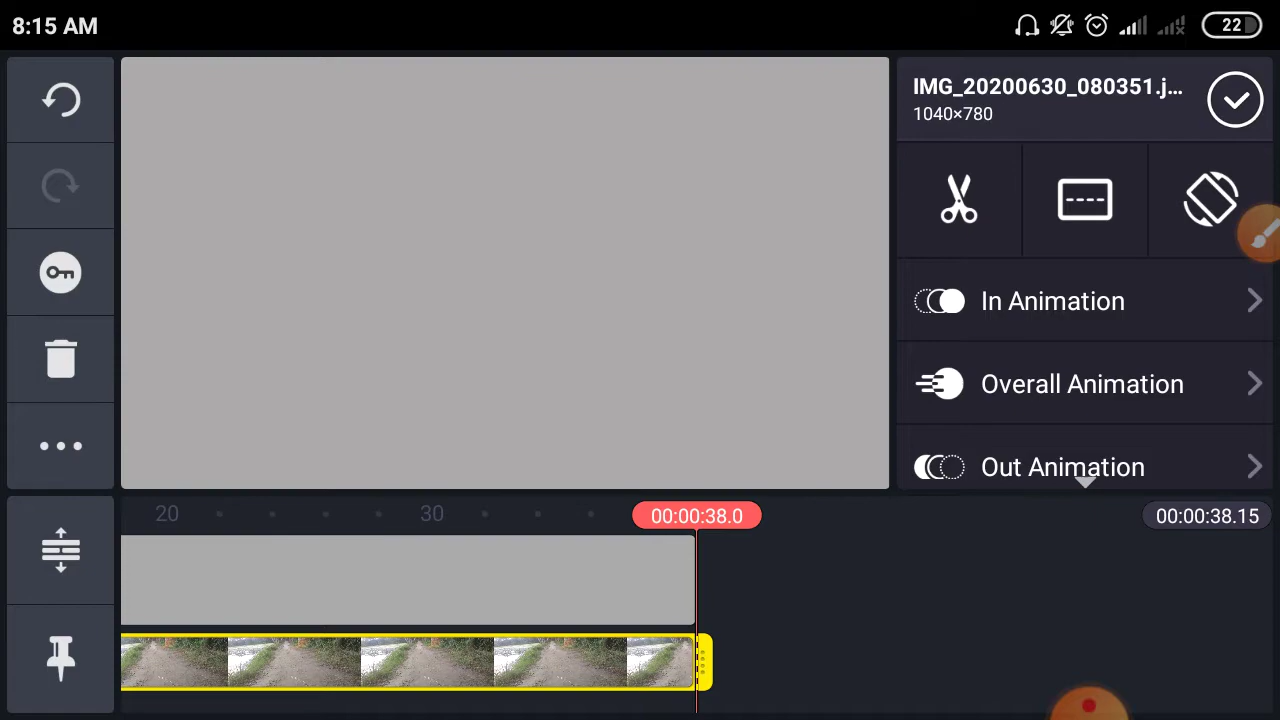 8:15 AM
22
IMG_20200630_080351.j...
1040×780
In Animation
Overall Animation
Out Animation
20
30
00:00:38.0
00:00:38.15